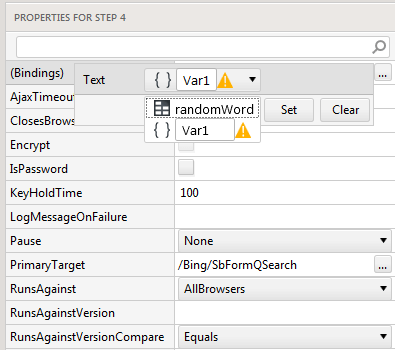 PROPERTIES FOR STEP 4
(Bindings)
Text { } Var1
...
AjaxTimeout
randomWord Set Clear
ClosesBrows
{ } Var1
Encrypt
IsPassword
KeyHoldTime 100
LogMessageOnFailure
Pause None
PrimaryTarget /Bing/SbFormQSearch ...
RunsAgainst AllBrowsers
RunsAgainstVersion
RunsAgainstVersionCompare Equals